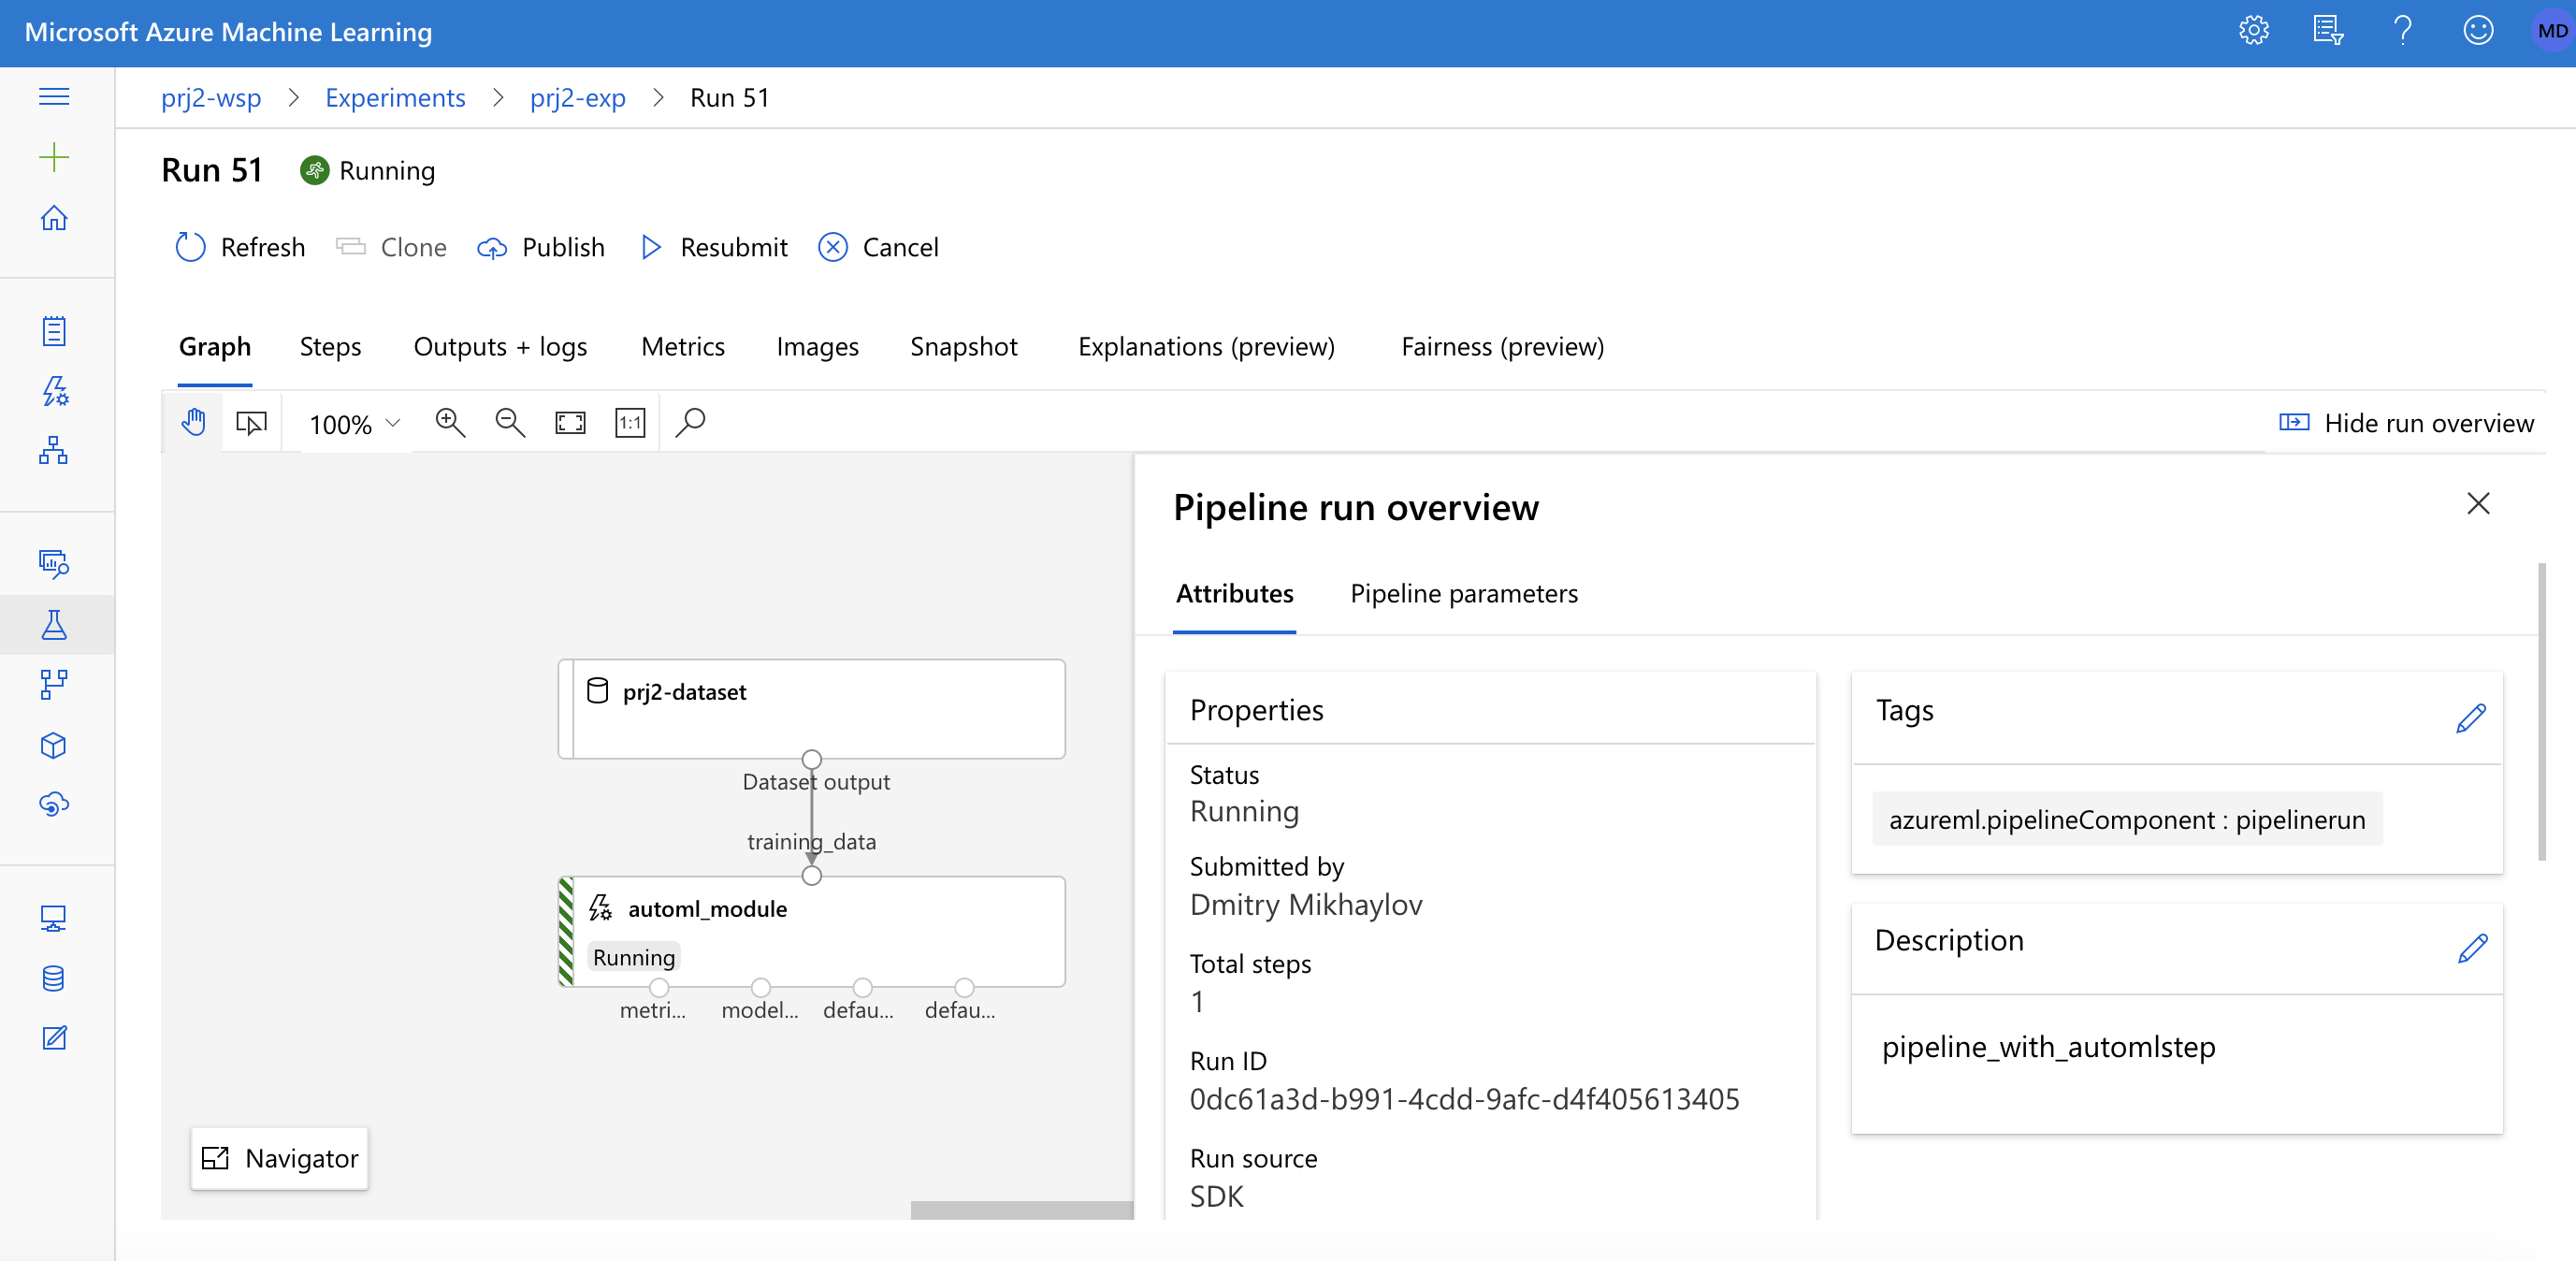 Microsoft Azure Machine Learning
MD
prj2-wsp > Experiments > prj2-exp > Run 51
Run 51 Running
Refresh Clone Publish Resubmit Cancel
Graph Steps Outputs + logs Metrics Images Snapshot Explanations (preview) Fairness (preview)
100% 1:1 Hide run overview
prj2-dataset
Dataset output
training_data
automl_module
Running
metri... model... defau... defau...
Navigator
Pipeline run overview
Attributes Pipeline parameters
Properties
Status
Running
Submitted by
Dmitry Mikhaylov
Total steps
1
Run ID
0dc61a3d-b991-4cdd-9afc-d4f405613405
Run source
SDK
Tags
azureml.pipelineComponent : pipelinerun
Description
pipeline_with_automlstep